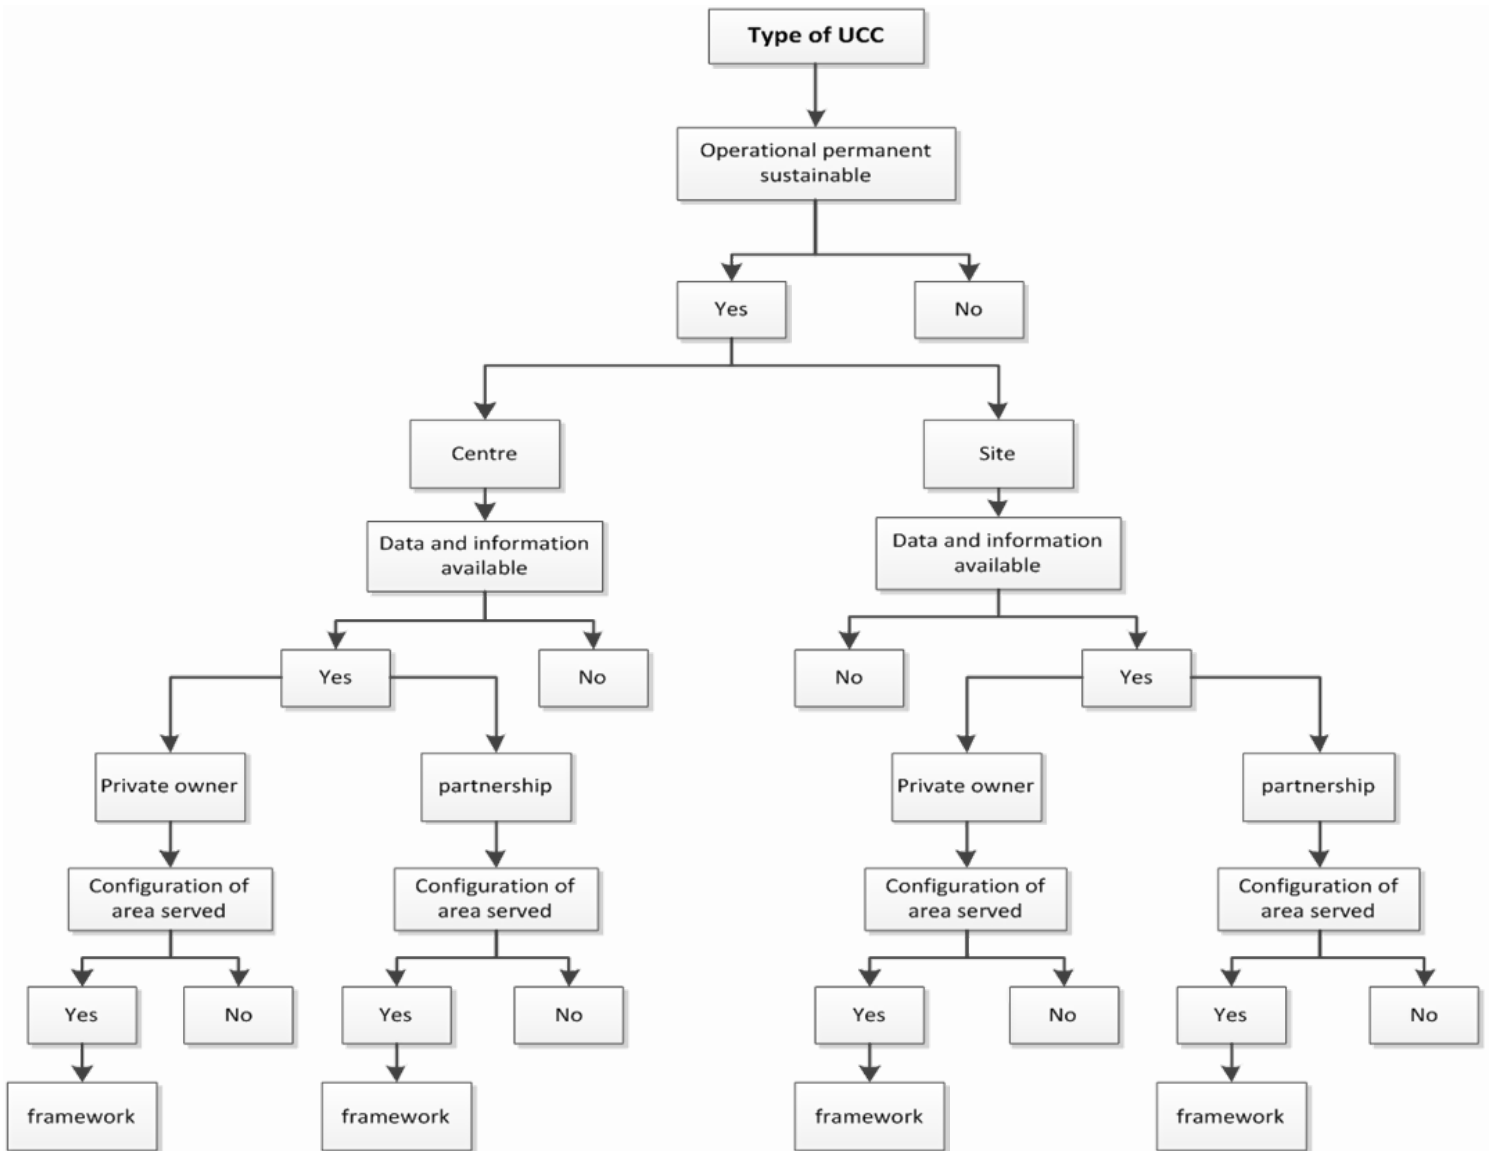 Type of UCC
Operational permanent
sustainable
Yes
No
Centre
Site
Data and information
available
Data and information
available
Yes
No
No
Yes
Private owner
partnership
Private owner
partnership
Configuration of
area served
Configuration of
area served
Configuration of
area served
Configuration of
area served
Yes
No
Yes
No
Yes
No
Yes
No
framework
framework
framework
framework